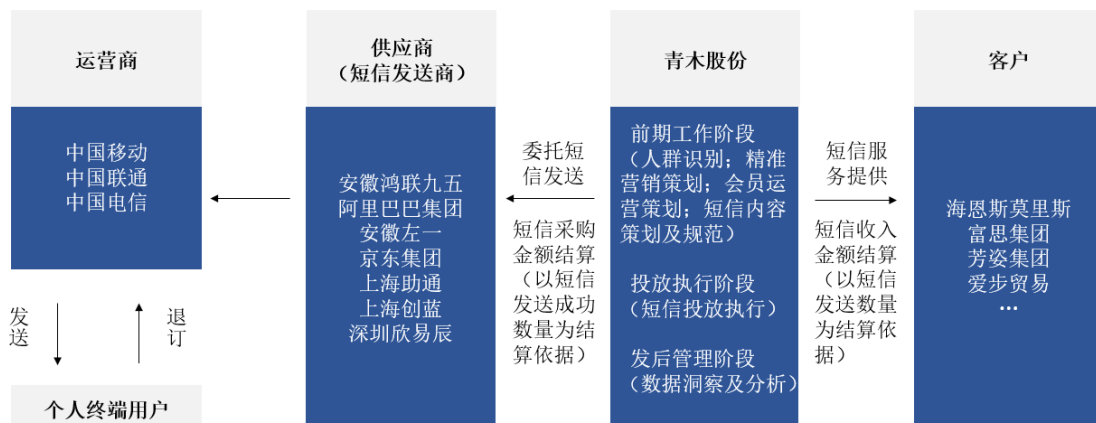 运营商
中国移动
中国联通
中国电信
发送
退订
个人终端用户
供应商
（短信发送商）
安徽鸿联九五
阿里巴巴集团
安徽左一
京东集团
上海助通
上海创蓝
深圳欣易辰
委托短
信发送
短信采购
金额结算
（以短信
发送成功
数量为结
算依据）
青木股份
前期工作阶段
（人群识别；精准
营销策划；会员运
营策划；短信内容
策划及规范）
投放执行阶段
（短信投放执行）
发后管理阶段
（数据洞察及分析）
短信服
务提供
短信收入
金额结算
（以短信
发送数量
为结算依
据）
客户
海恩斯莫里斯
富思集团
芳姿集团
爱步贸易
...